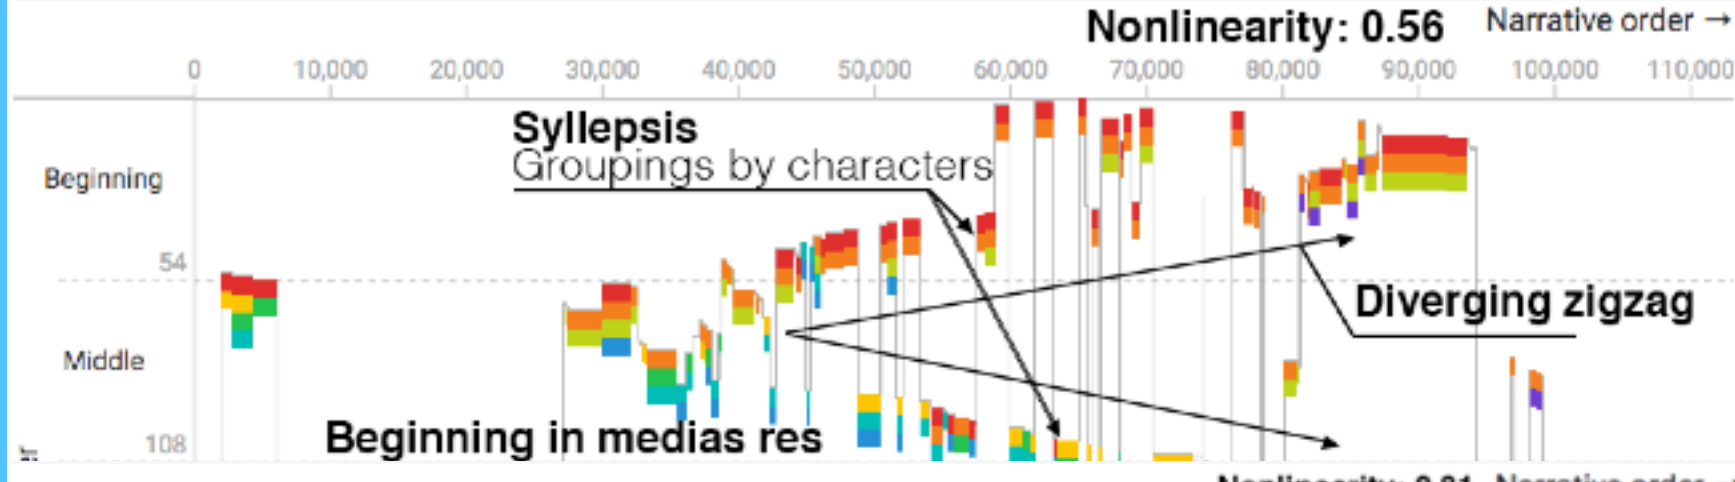 Nonlinearity: 0.56 Narrative order →
0 10,000 20,000 30,000 40,000 50,000 60,000 70,000 80,000 90,000 100,000 110,000
Syllepsis
Groupings by characters
Beginning
54
Diverging zigzag
Middle
108
Beginning in medias res